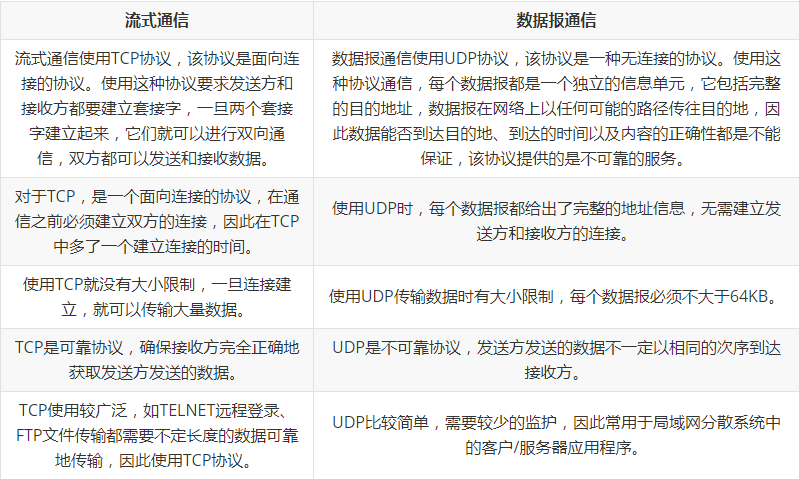 流式通信
数据报通信
流式通信使用TCP协议，该协议是面向连
接的协议。使用这种协议要求发送方和
接收方都要建立套接字，一旦两个套接
字建立起来，它们就可以进行双向通
信，双方都可以发送和接收数据。
数据报通信使用UDP协议，该协议是一种无连接的协议。使用这
种协议通信，每个数据报都是一个独立的信息单元，它包括完整
的目的地址，数据报在网络上以任何可能的路径传往目的地，因
此数据能否到达目的地、到达的时间以及内容的正确性都是不能
保证，该协议提供的是不可靠的服务。
对于TCP，是一个面向连接的协议，在通
信之前必须建立双方的连接，因此在TCP
中多了一个建立连接的时间。
使用UDP时，每个数据报都给出了完整的地址信息，无需建立发
送方和接收方的连接。
使用TCP就没有大小限制，一旦连接建
立，就可以传输大量数据。
使用UDP传输数据时有大小限制，每个数据报必须不大于64KB。
TCP是可靠协议，确保接收方完全正确地
获取发送方发送的数据。
UDP是不可靠协议，发送方发送的数据不一定以相同的次序到达
接收方。
TCP使用较广泛，如TELNET远程登录、
FTP文件传输都需要不定长度的数据可靠
地传输，因此使用TCP协议。
UDP比较简单，需要较少的监护，因此常用于局域网分散系统中
的客户/服务器应用程序。